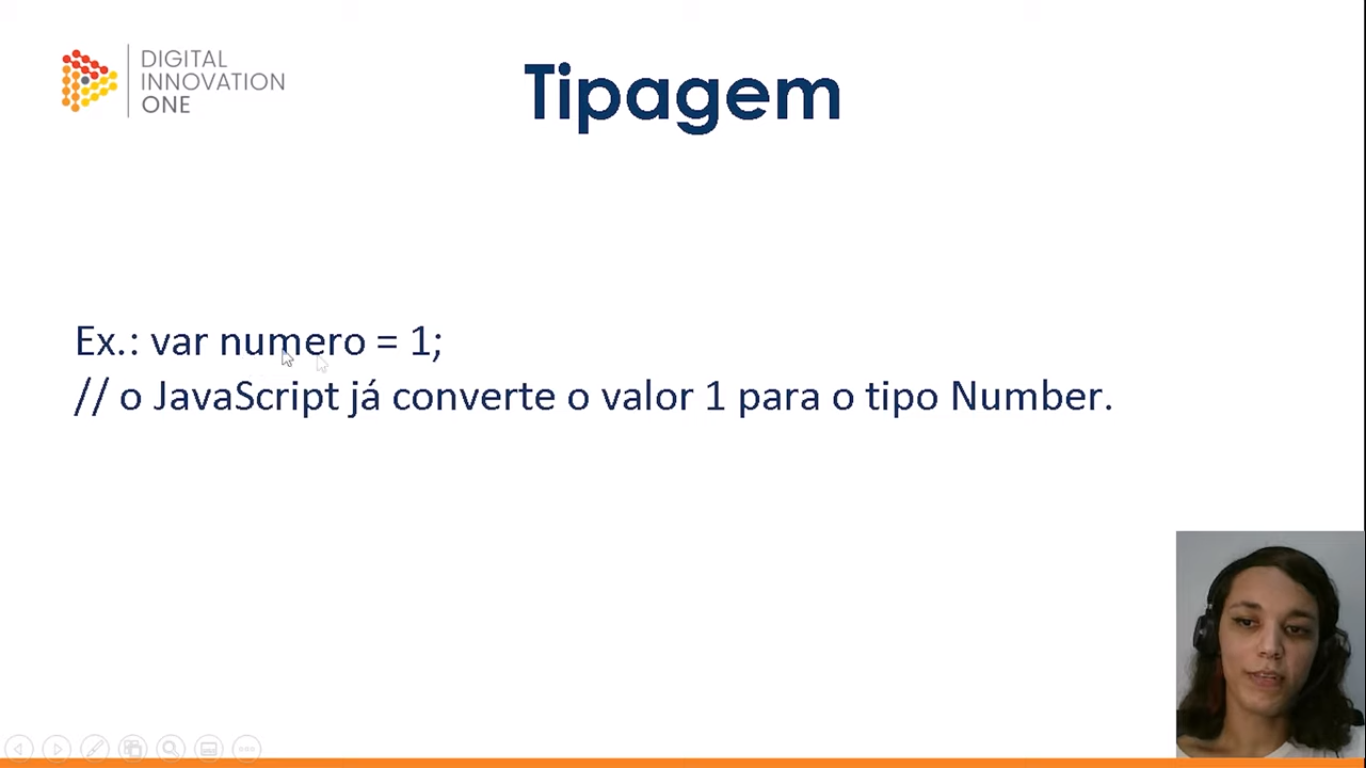 DIGITAL
INNOVATION
ONE
Tipagem
Ex.: var numero = 1;
// o JavaScript já converte o valor 1 para o tipo Number.